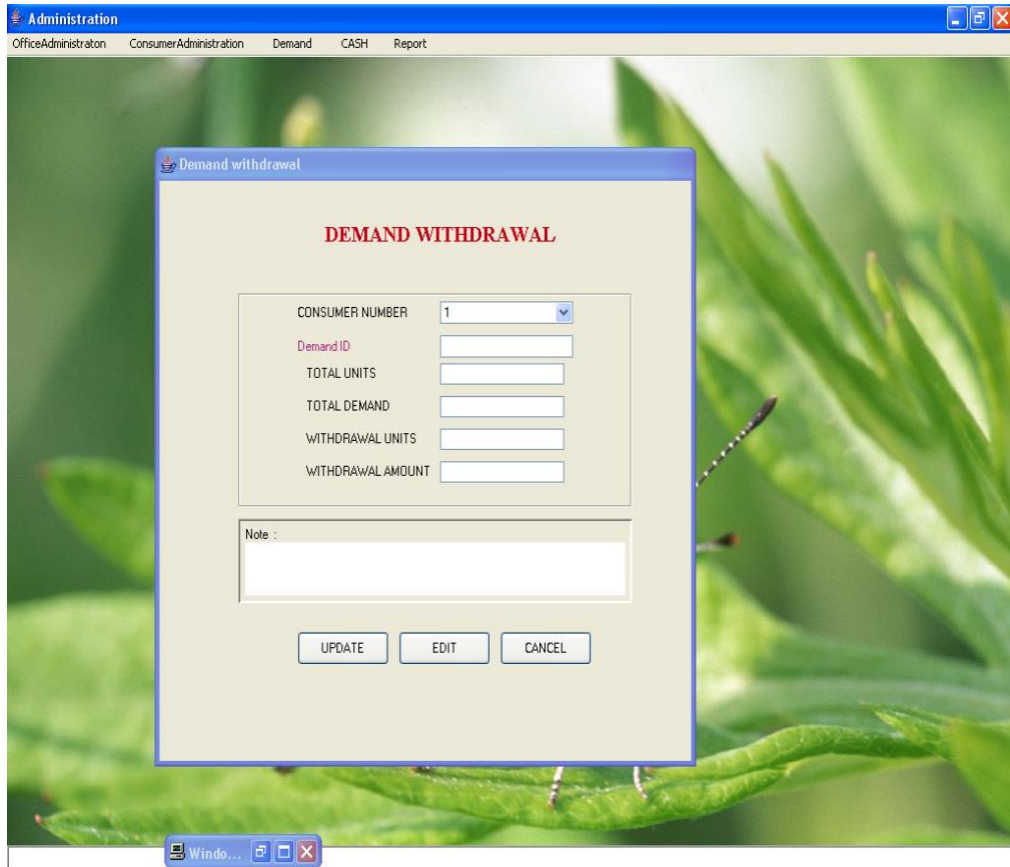 Administration
OfficeAdministraton ConsumerAdministration Demand CASH Report
Demand withdrawal
DEMAND WITHDRAWAL
CONSUMER NUMBER 1
Demand ID
TOTAL UNITS
TOTAL DEMAND
WITHDRAWAL UNITS
WITHDRAWAL AMOUNT
Note :
UPDATE EDIT CANCEL
Windo...